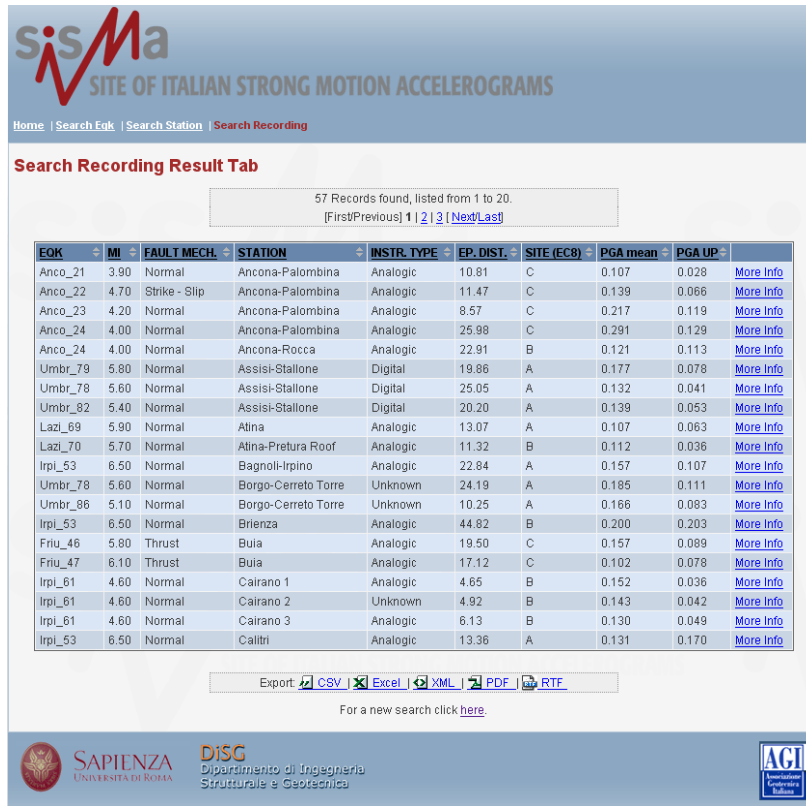 sisMa
SITE OF ITALIAN STRONG MOTION ACCELEROGRAMS
Home | Search Eqk | Search Station | Search Recording
Search Recording Result Tab
57 Records found, listed from 1 to 20.
[First/Previous] 1 | 2 | 3 [ Next/Last]
EQK Ml FAULT MECH. STATION INSTR. TYPE EP. DIST. SITE (EC8) PGA mean PGA UP
Anco_21 3.90 Normal Ancona-Palombina Analogic 10.81 C 0.107 0.028 More Info
Anco_22 4.70 Strike - Slip Ancona-Palombina Analogic 11.47 C 0.139 0.066 More Info
Anco_23 4.20 Normal Ancona-Palombina Analogic 8.57 C 0.217 0.119 More Info
Anco_24 4.00 Normal Ancona-Palombina Analogic 25.98 C 0.291 0.129 More Info
Anco_24 4.00 Normal Ancona-Rocca Analogic 22.91 B 0.121 0.113 More Info
Umbr_79 5.80 Normal Assisi-Stallone Digital 19.86 A 0.177 0.078 More Info
Umbr_78 5.60 Normal Assisi-Stallone Digital 25.05 A 0.132 0.041 More Info
Umbr_82 5.40 Normal Assisi-Stallone Digital 20.20 A 0.139 0.053 More Info
Lazi_69 5.90 Normal Atina Analogic 13.07 A 0.107 0.063 More Info
Lazi_70 5.70 Normal Atina-Pretura Roof Analogic 11.32 B 0.112 0.036 More Info
Irpi_53 6.50 Normal Bagnoli-Irpino Analogic 22.84 A 0.157 0.107 More Info
Umbr_78 5.60 Normal Borgo-Cerreto Torre Unknown 24.19 A 0.185 0.111 More Info
Umbr_86 5.10 Normal Borgo-Cerreto Torre Unknown 10.25 A 0.166 0.083 More Info
Irpi_53 6.50 Normal Brienza Analogic 44.82 B 0.200 0.203 More Info
Friu_46 5.80 Thrust Buia Analogic 19.50 C 0.157 0.089 More Info
Friu_47 6.10 Thrust Buia Analogic 17.12 C 0.102 0.078 More Info
Irpi_61 4.60 Normal Cairano 1 Analogic 4.65 B 0.152 0.036 More Info
Irpi_61 4.60 Normal Cairano 2 Unknown 4.92 B 0.143 0.042 More Info
Irpi_61 4.60 Normal Cairano 3 Analogic 6.13 B 0.130 0.049 More Info
Irpi_53 6.50 Normal Calitri Analogic 13.36 A 0.131 0.170 More Info
Export: CSV | Excel | XML | PDF | RTF
For a new search click here.
SAPIENZA
UNIVERSITÀ DI ROMA
DiSG
Dipartimento di Ingegneria
Strutturale e Geotecnica
AGI
Associazione
Geotecnica
Italiana